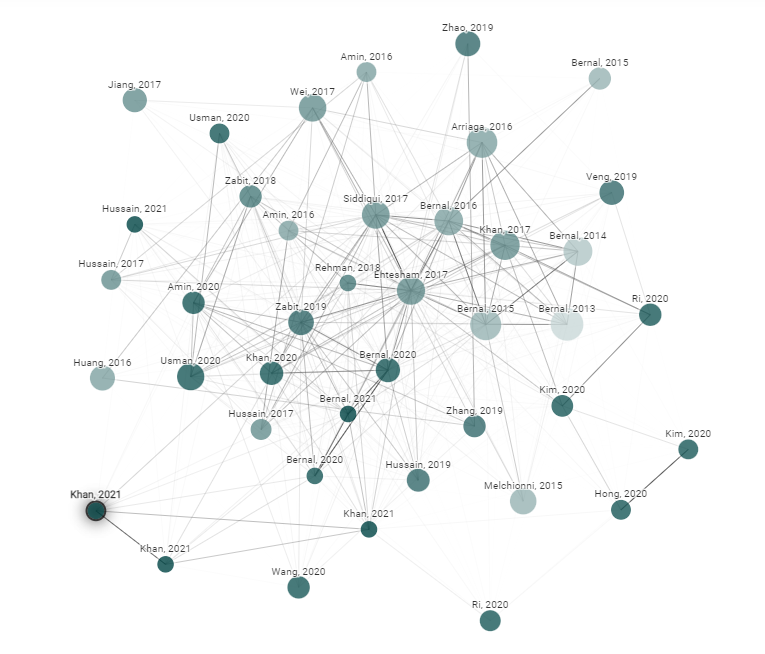 Zhao, 2019
Amin, 2016
Bernal, 2015
Jiang, 2017
Wei, 2017
Usman, 2020
Arriaga, 2016
Zabit, 2018
Veng, 2019
Siddiqui, 2017
Bernal, 2016
Hussain, 2021
Amin, 2016
Khan, 2017
Bernal, 2014
Hussain, 2017
Rehman, 2018
Ehtesham, 2017
Amin, 2020
Zabit, 2019
Bernal, 2015
Bernal, 2013
Ri, 2020
Huang, 2016
Usman, 2020
Khan, 2020
Bernal, 2020
Kim, 2020
Bernal, 2021
Hussain, 2017
Zhang, 2019
Kim, 2020
Bernal, 2020
Hussain, 2019
Melchionni, 2015
Khan, 2021
Hong, 2020
Khan, 2021
Khan, 2021
Wang, 2020
Ri, 2020